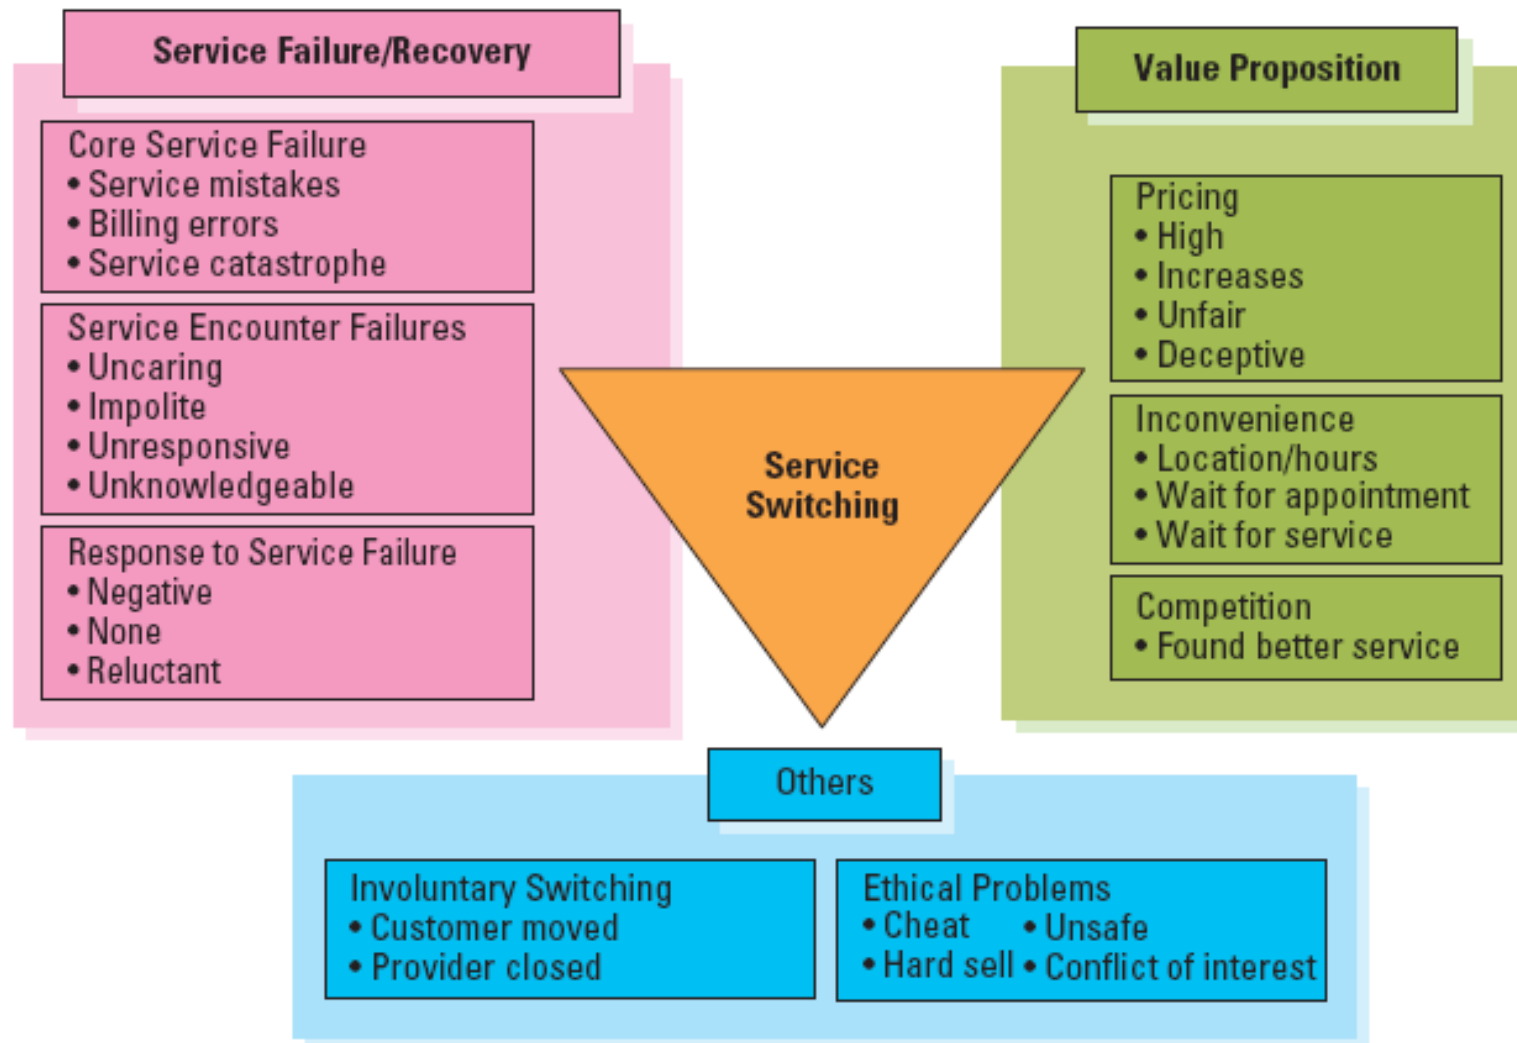 Service Failure/Recovery
Core Service Failure
• Service mistakes
• Billing errors
• Service catastrophe
Service Encounter Failures
• Uncaring
• Impolite
• Unresponsive
• Unknowledgeable
Response to Service Failure
• Negative
• None
• Reluctant
Service
Switching
Value Proposition
Pricing
• High
• Increases
• Unfair
• Deceptive
Inconvenience
• Location/hours
• Wait for appointment
• Wait for service
Competition
• Found better service
Others
Involuntary Switching
• Customer moved
• Provider closed
Ethical Problems
• Cheat • Unsafe
• Hard sell • Conflict of interest